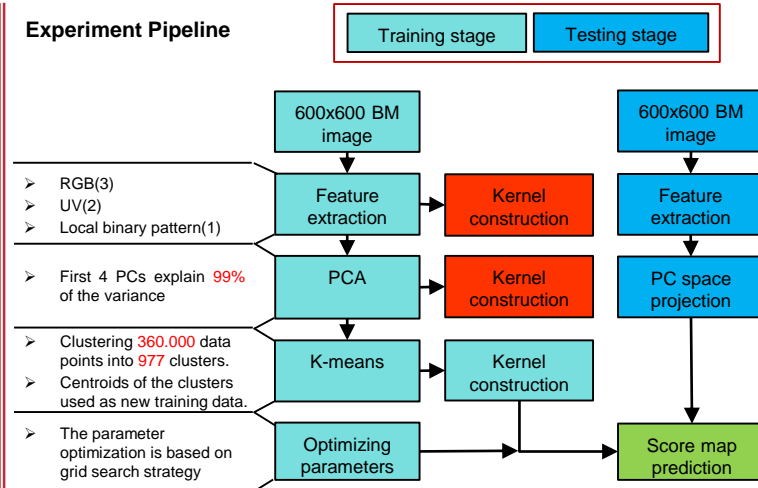 Experiment Pipeline
Training stage
Testing stage
600x600 BM
image
600x600 BM
image
RGB(3)
UV(2)
Local binary pattern(1)
Feature
extraction
Kernel
construction
Feature
extraction
First 4 PCs explain 99%
of the variance
PCA
Kernel
construction
PC space
projection
Clustering 360.000 data
points into 977 clusters.
Centroids of the clusters
used as new training data.
K-means
Kernel
construction
The parameter
optimization is based on
grid search strategy
Optimizing
parameters
Score map
prediction